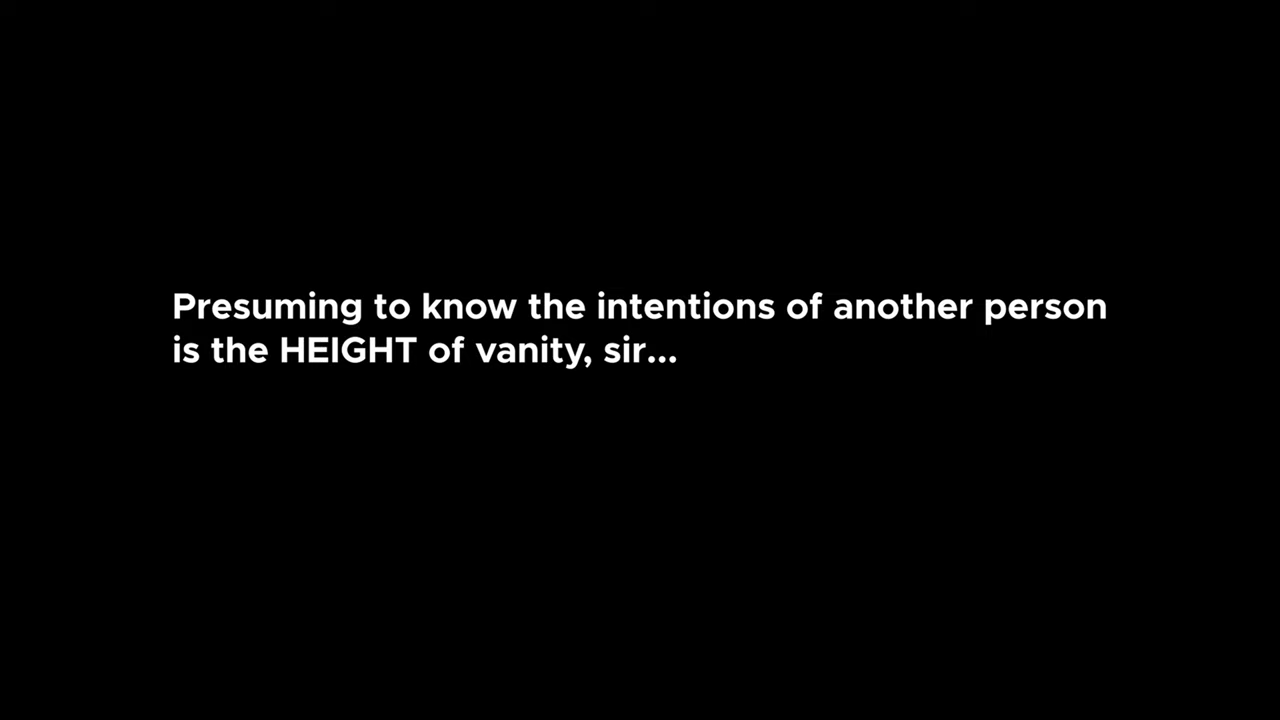 Presuming to know the intentions of another person
is the HEIGHT of vanity, sir...